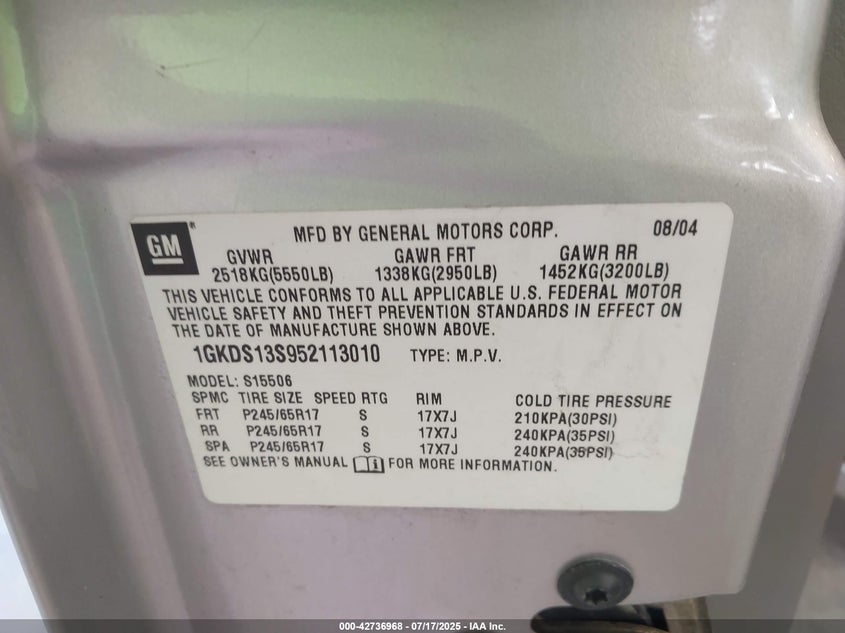 GM
MFD BY GENERAL MOTORS CORP. 08/04
GVWR GAWR FRT GAWR RR
2518KG(5550LB) 1338KG(2950LB) 1452KG(3200LB)
THIS VEHICLE CONFORMS TO ALL APPLICABLE U.S. FEDERAL MOTOR
VEHICLE SAFETY AND THEFT PREVENTION STANDARDS IN EFFECT ON
THE DATE OF MANUFACTURE SHOWN ABOVE.
1GKDS13S952113010 TYPE: M.P.V.
MODEL: S15506
SPMC TIRE SIZE SPEED RTG RIM COLD TIRE PRESSURE
FRT P245/65R17 S 17X7J 210KPA(30PSI)
RR P245/65R17 S 17X7J 240KPA(35PSI)
SPA P245/65R17 S 17X7J 240KPA(35PSI)
SEE OWNER'S MANUAL FOR MORE INFORMATION.
000-42736968 - 07/17/2025 - IAA Inc.